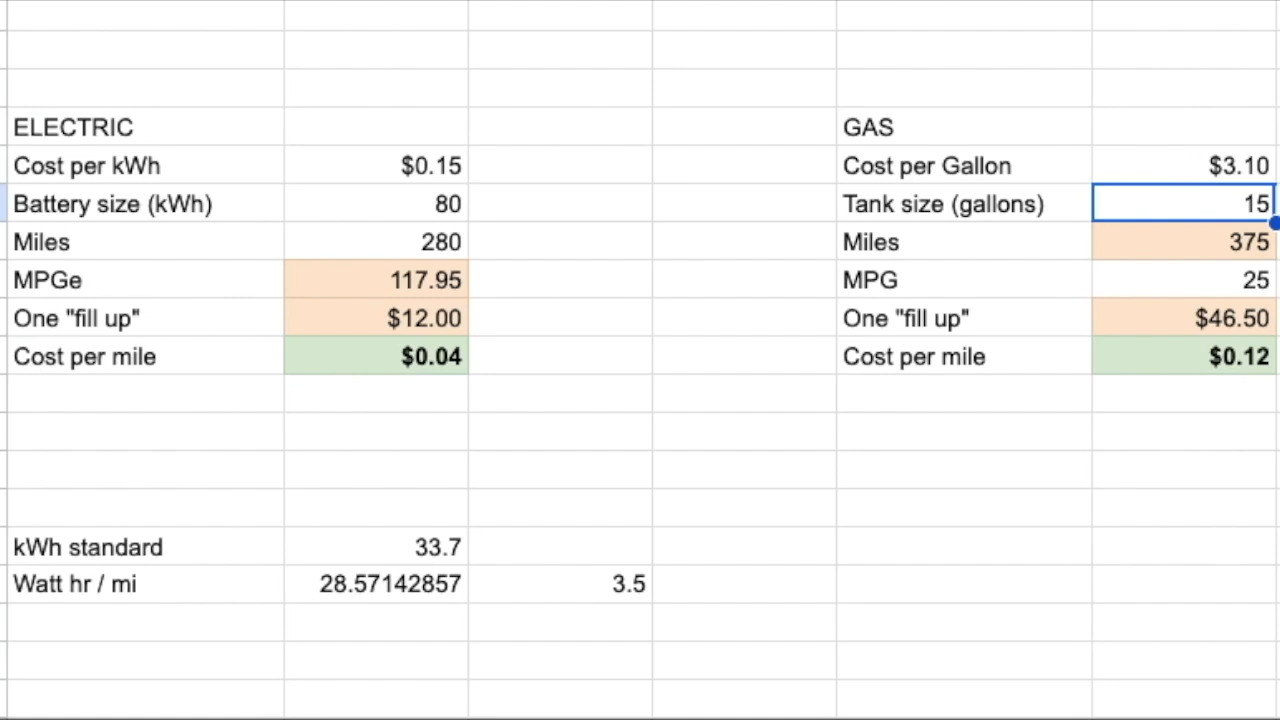 ELECTRIC GAS
Cost per kWh $0.15 Cost per Gallon $3.10
Battery size (kWh) 80 Tank size (gallons) 15
Miles 280 Miles 375
MPGe 117.95 MPG 25
One "fill up" $12.00 One "fill up" $46.50
Cost per mile $0.04 Cost per mile $0.12
kWh standard 33.7
Watt hr / mi 28.57142857 3.5